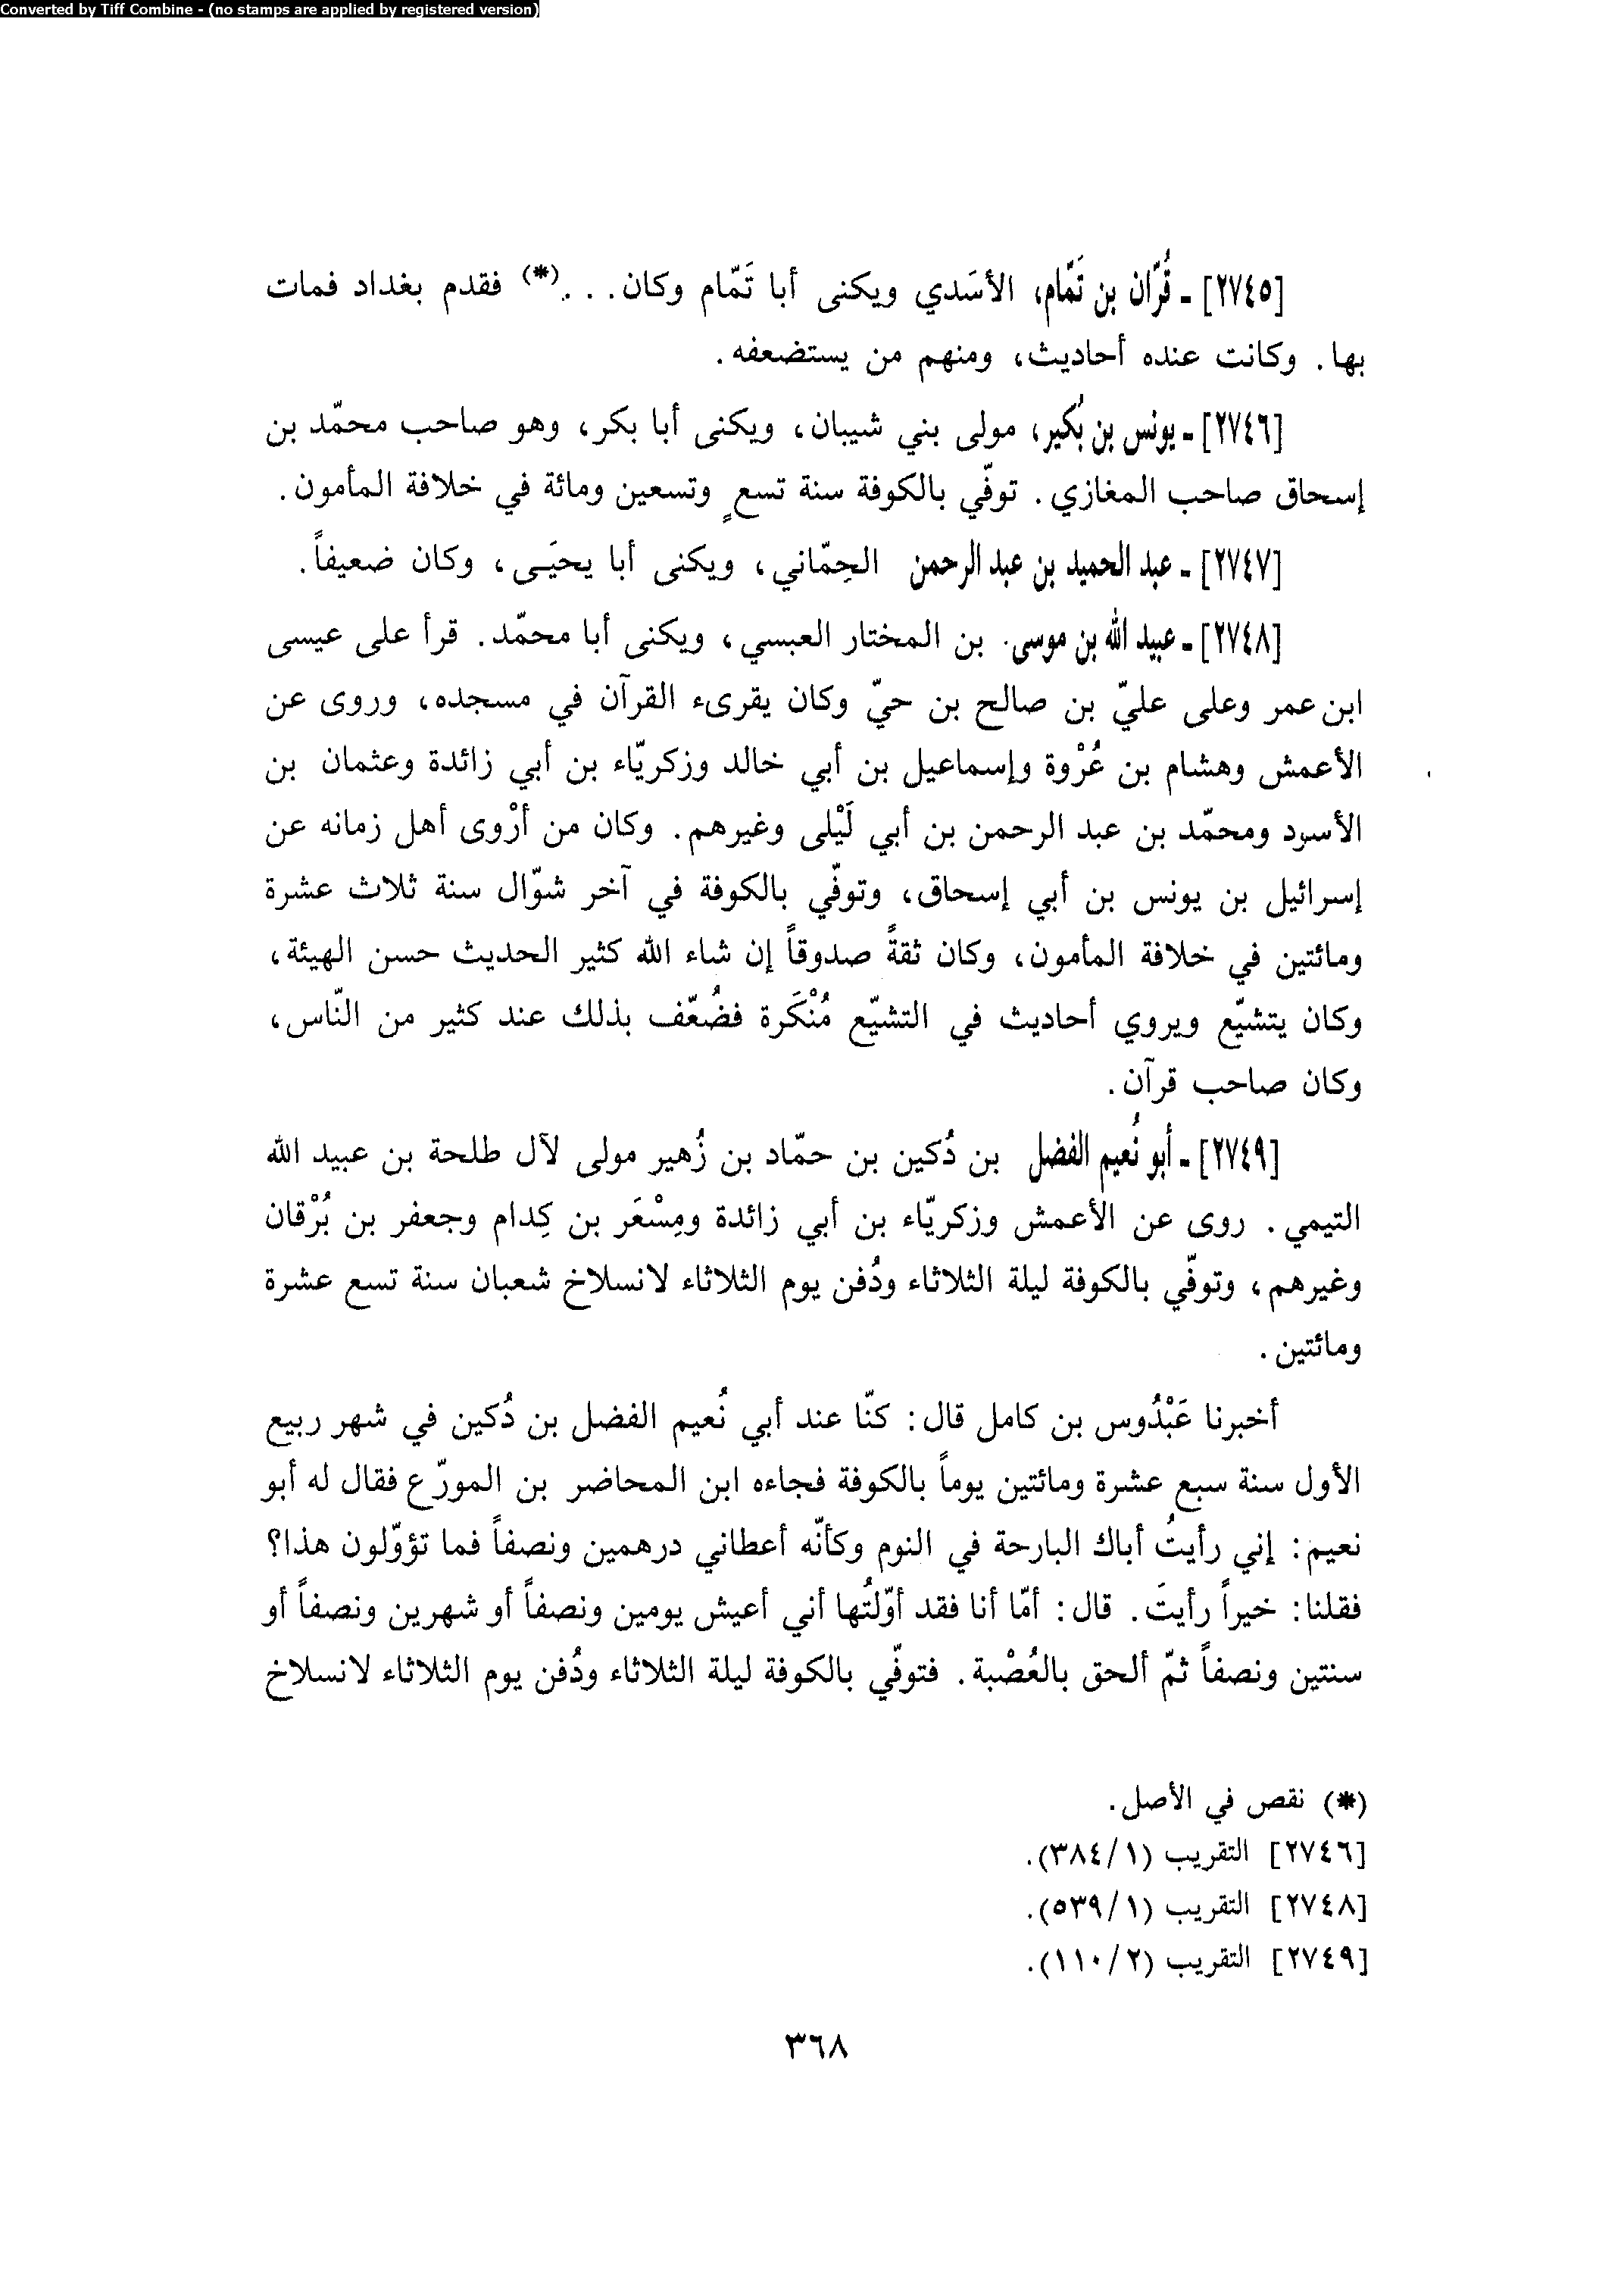 Converted by Tiff Combine - (no stamps are applied by registered version)
[٢٧٤٥] ـ قُرّان بن تَمّام، الأسَدي ويكنى أبا تَمّام وكان. . .(*) فقدم بغداد فمات
بها. وكانت عنده أحاديث، ومنهم من يستضعفه.
[٢٧٤٦] ـ يونس بن بُكير، مولى بني شيبان، ويكنى أبا بكر، وهو صاحب محمّد بن
إسحاق صاحب المغازي. توفّي بالكوفة سنة تسعٍ وتسعين ومائة في خلافة المأمون.
[٢٧٤٧] ـ عبد الحميد بن عبد الرحمن الحِمّاني، ويكنى أبا يحيَـى، وكان ضعيفاً.
[٢٧٤٨] ـ عبيد الله بن موسى. بن المختار العبسي، ويكنى أبا محمّد. قرأ على عيسى
ابن عمر وعلى عليّ بن صالح بن حيّ وكان يقرىء القرآن في مسجده، وروى عن
الأعمش وهشام بن عُرْوة وإسماعيل بن أبي خالد وزكريّاء بن أبي زائدة وعثمان بن
الأسود ومحمّد بن عبد الرحمن بن أبي لَيْلى وغيرهم. وكان من أرْوى أهل زمانه عن
إسرائيل بن يونس بن أبي إسحاق، وتوفّي بالكوفة في آخر شوّال سنة ثلاث عشرة
ومائتين في خلافة المأمون، وكان ثقةً صدوقاً إن شاء الله كثير الحديث حسن الهيئة،
وكان يتشيّع ويروي أحاديث في التشيّع مُنْكَرة فضُعّف بذلك عند كثير من النّاس،
وكان صاحب قرآن.
[٢٧٤٩] ـ أبو نُعيم الفضل بن دُكين بن حمّاد بن زُهير مولى لآل طلحة بن عبيد الله
التيمي. روى عن الأعمش وزكريّاء بن أبي زائدة ومِسْعَر بن كِدام وجعفر بن بُرْقان
وغيرهم، وتوفّي بالكوفة ليلة الثلاثاء ودُفن يوم الثلاثاء لانسلاخ شعبان سنة تسع عشرة
ومائتين.
أخبرنا عَبْدُوس بن كامل قال: كنّا عند أبي نُعيم الفضل بن دُكين في شهر ربيع
الأول سنة سبع عشرة ومائتين يوماً بالكوفة فجاءه ابن المحاضر بن المورّع فقال له أبو
نعيم: إني رأيتُ أباك البارحة في النوم وكأنّه أعطاني درهمين ونصفاً فما تؤوّلون هذا؟
فقلنا: خيراً رأيتَ. قال: أمّا أنا فقد أوّلتُها أني أعيش يومين ونصفاً أو شهرين ونصفاً أو
سنتين ونصفاً ثمّ ألحق بالعُصْبة. فتوفّي بالكوفة ليلة الثلاثاء ودُفن يوم الثلاثاء لانسلاخ
(*) نقص في الأصل.
[٢٧٤٦] التقريب (١/ ٣٨٤).
[٢٧٤٨] التقريب (١/ ٥٣٩).
[٢٧٤٩] التقريب (٢/ ١١٠).
٣٦٨